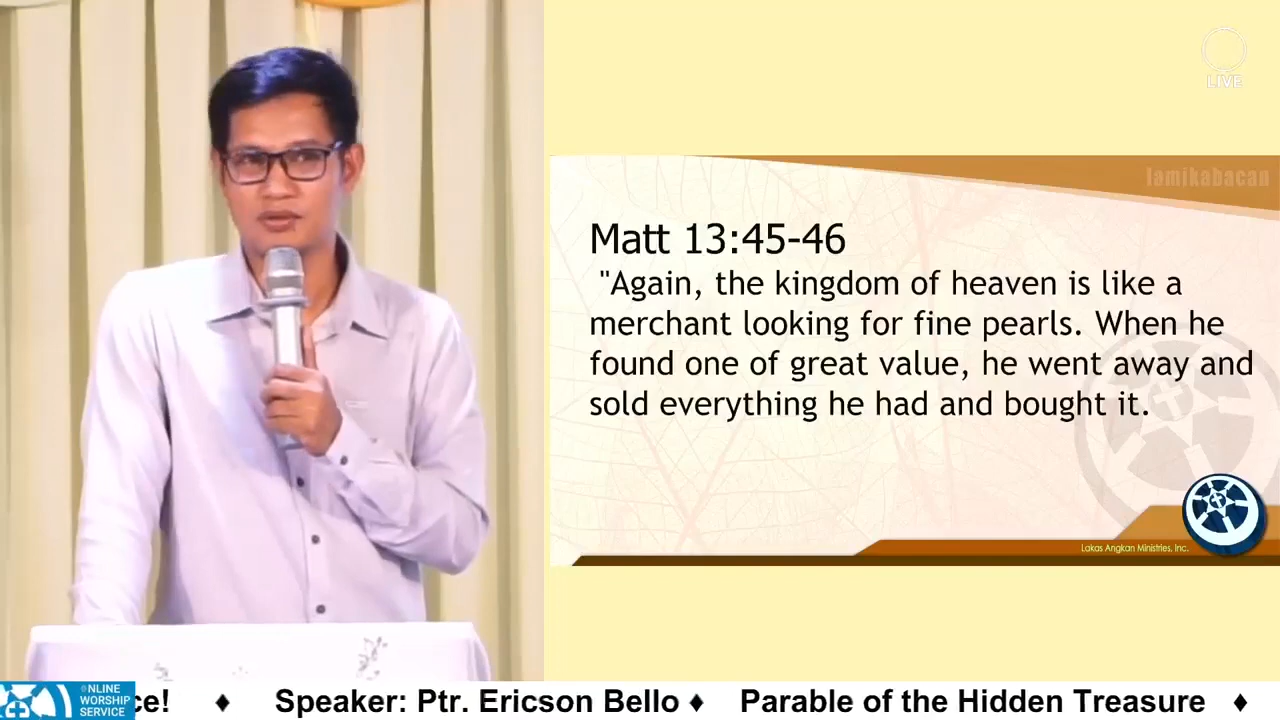 LIVE
lamikabacan
Matt 13:45-46
"Again, the kingdom of heaven is like a
merchant looking for fine pearls. When he
found one of great value, he went away and
sold everything he had and bought it.
Lakas Angkan Ministries, Inc.
ONLINE
WORSHIP
SERVICE
ce! ♦ Speaker: Ptr. Ericson Bello ♦ Parable of the Hidden Treasure ♦